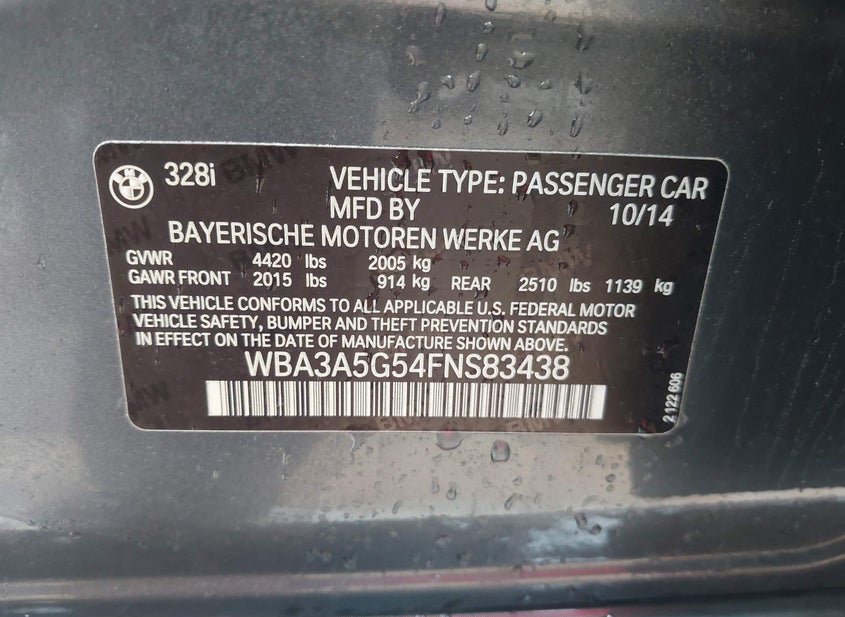 328i VEHICLE TYPE: PASSENGER CAR
MFD BY 10/14
BAYERISCHE MOTOREN WERKE AG
GVWR 4420 lbs 2005 kg
GAWR FRONT 2015 lbs 914 kg REAR 2510 lbs 1139 kg
THIS VEHICLE CONFORMS TO ALL APPLICABLE U.S. FEDERAL MOTOR
VEHICLE SAFETY, BUMPER AND THEFT PREVENTION STANDARDS
IN EFFECT ON THE DATE OF MANUFACTURE SHOWN ABOVE.
WBA3A5G54FNS83438
2 122 606